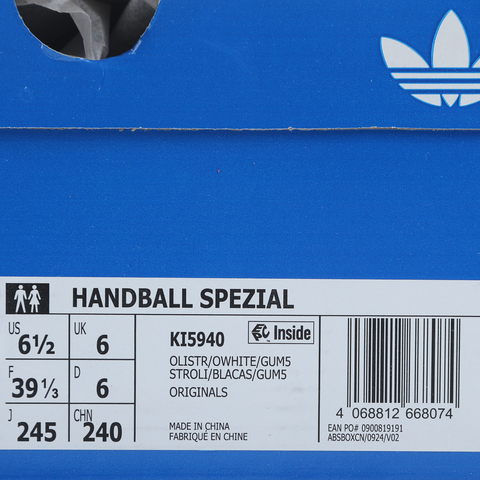 HANDBALL SPEZIAL
US 6½ UK 6
F 39⅓ D 6
J 245 CHN 240
KI5940 Inside
OLISTR/OWHITE/GUM5
STROLI/BLACAS/GUM5
ORIGINALS
MADE IN CHINA
FABRIQUÉ EN CHINE
4 068812 668074
EAN PO# 0900819191
ABSBOXCN/0924/V02